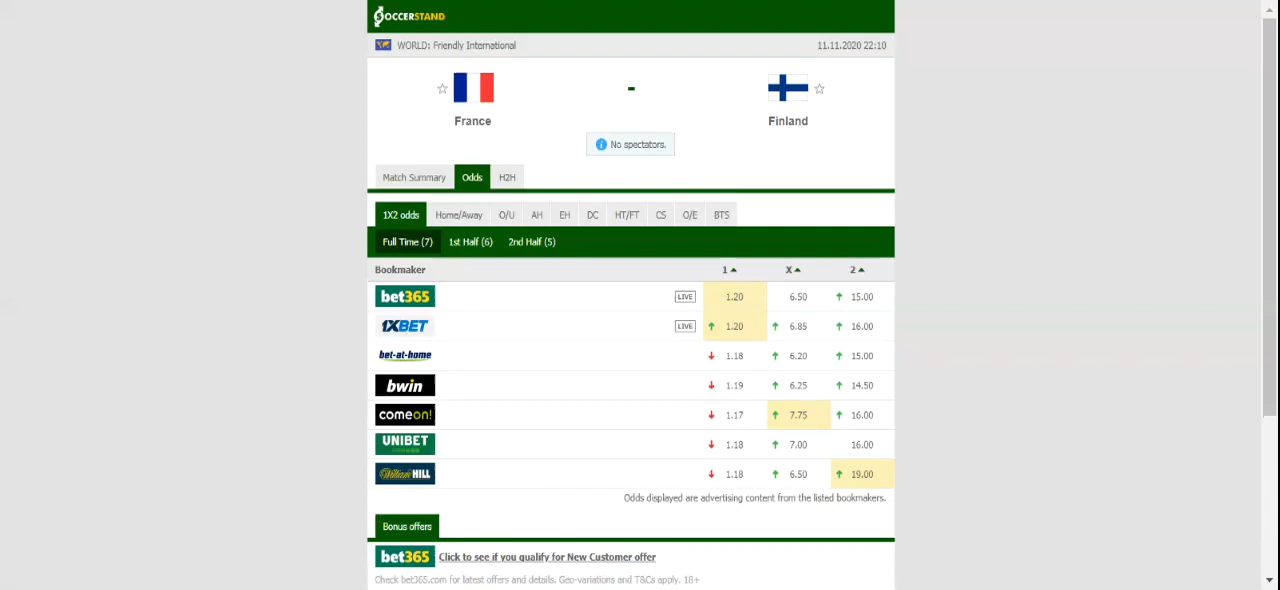 SOCCERSTAND
WORLD: Friendly International 11.11.2020 22:10
-
France Finland
No spectators.
Match Summary Odds H2H
1X2 odds Home/Away O/U AH EH DC HT/FT CS O/E BTS
Full Time (7) 1st Half (6) 2nd Half (5)
Bookmaker 1 X 2
bet365 LIVE 1.20 6.50 15.00
1XBET LIVE 1.20 6.85 16.00
bet-at-home 1.18 6.20 15.00
bwin 1.19 6.25 14.50
comeon! 1.17 7.75 16.00
UNIBET 1.18 7.00 16.00
William HILL 1.18 6.50 19.00
Odds displayed are advertising content from the listed bookmakers.
Bonus offers
bet365 Click to see if you qualify for New Customer offer
Check bet365.com for latest offers and details. Geo-variations and T&Cs apply. 18+